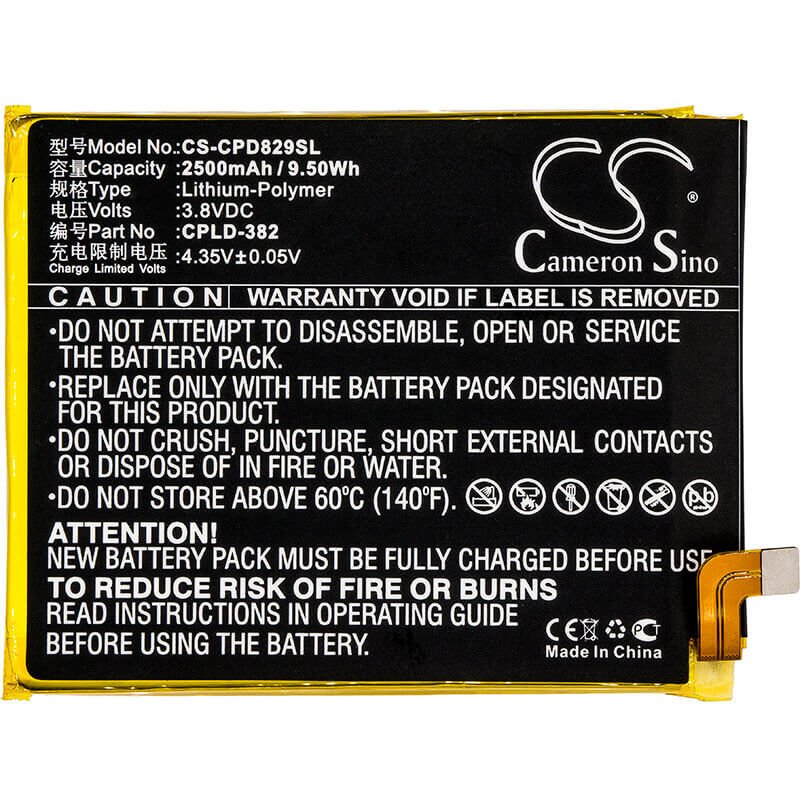 型号Model No.:CS-CPD829SL
容量Capacity :2500mAh / 9.50Wh
规格Type :Lithium-Polymer
电压Volts :3.8VDC
编号Part No :CPLD-382
充电限制电压:4.35V±0.05V
Charge Limited Volts
®
Cameron Sino
CAUTION WARRANTY VOID IF LABEL IS REMOVED
•DO NOT ATTEMPT TO DISASSEMBLE, OPEN OR SERVICE
THE BATTERY PACK.
•REPLACE ONLY WITH THE BATTERY PACK DESIGNATED
FOR THIS PRODUCT.
•DO NOT CRUSH, PUNCTURE, SHORT EXTERNAL CONTACTS
OR DISPOSE OF IN FIRE OR WATER.
•DO NOT STORE ABOVE 60ºC (140ºF).
Pb
ATTENTION!
NEW BATTERY PACK MUST BE FULLY CHARGED BEFORE USE
TO REDUCE RISK OF FIRE OR BURNS
READ INSTRUCTIONS IN OPERATING GUIDE
BEFORE USING THE BATTERY.
CE PCT
Made in China